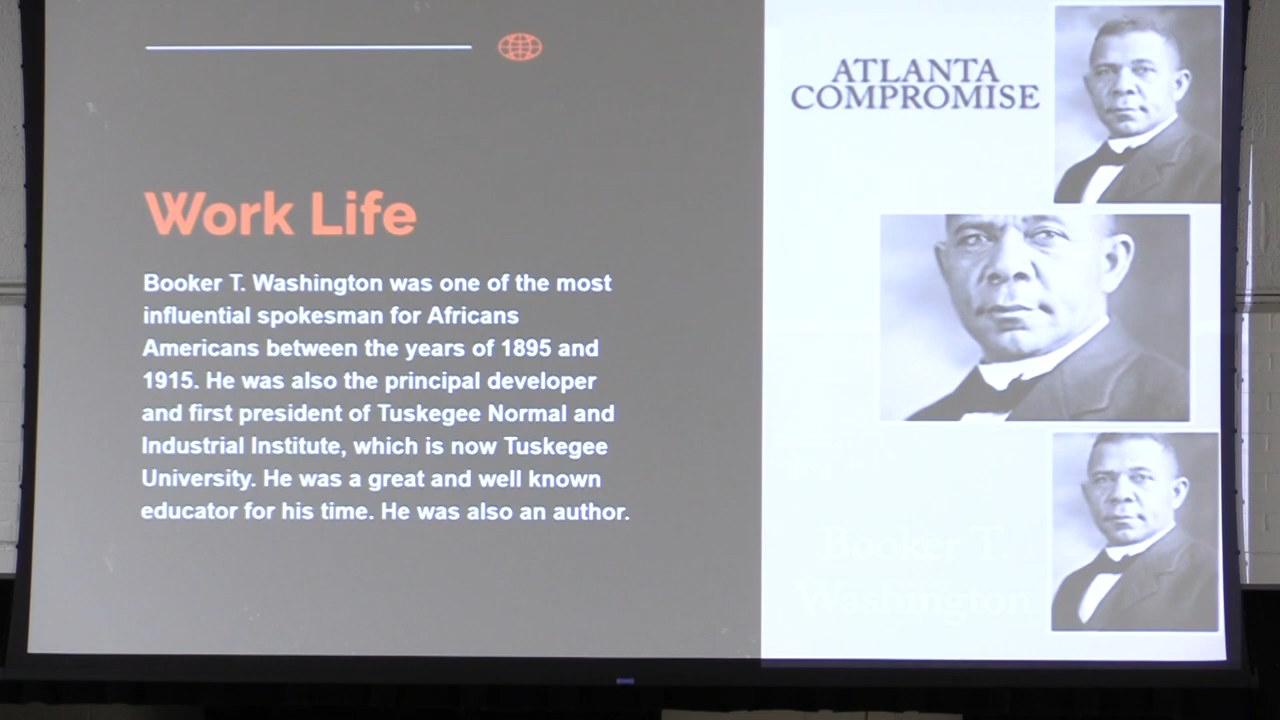 Work Life
Booker T. Washington was one of the most
influential spokesman for Africans
Americans between the years of 1895 and
1915. He was also the principal developer
and first president of Tuskegee Normal and
Industrial Institute, which is now Tuskegee
University. He was a great and well known
educator for his time. He was also an author.
ATLANTA
COMPROMISE
Booker T.
Washington